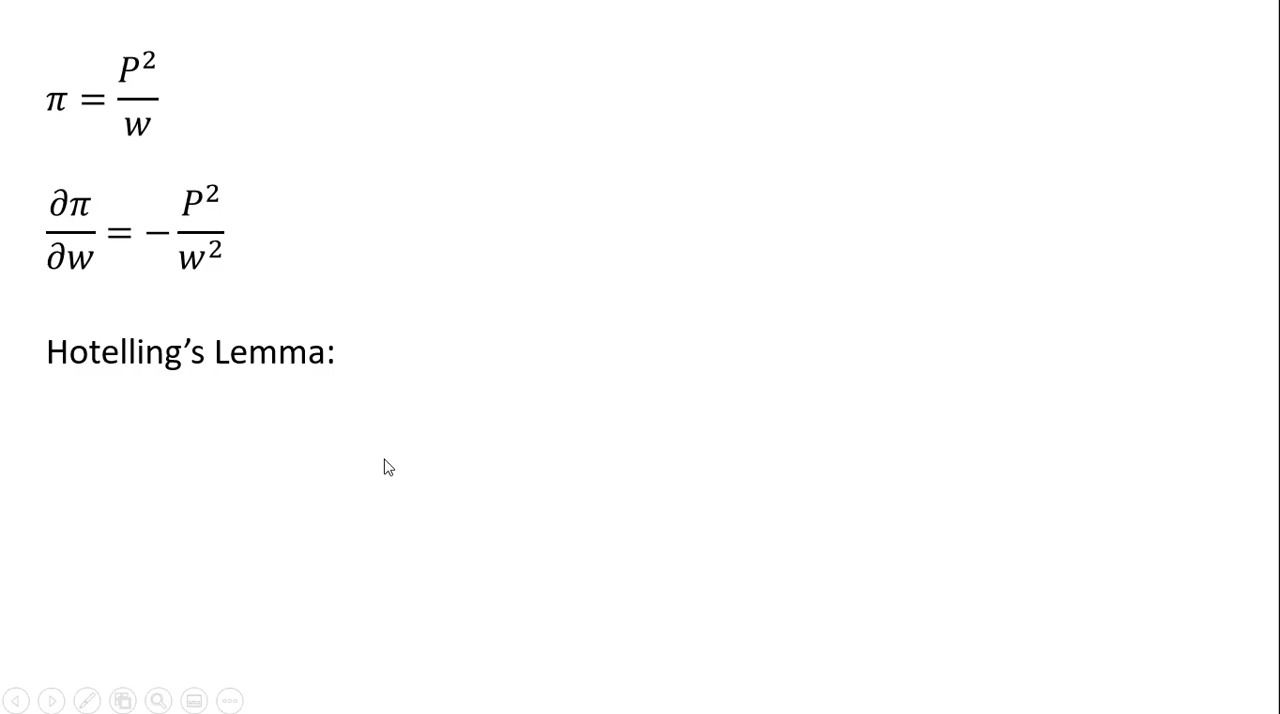 π = P²/w
∂π/∂w = −P²/w²
Hotelling’s Lemma: